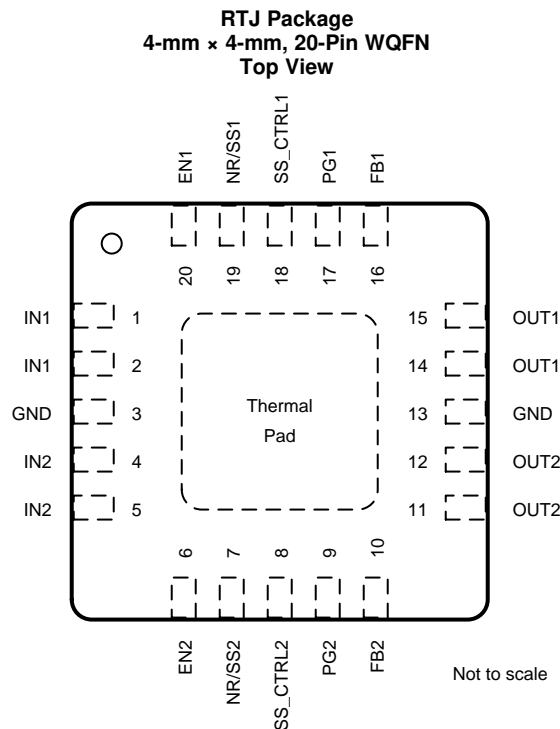 RTJ Package
4-mm × 4-mm, 20-Pin WQFN
Top View
EN1
NR/SS1
SS_CTRL1
PG1
FB1
20
19
18
17
16
IN1
1
15
OUT1
IN1
2
14
OUT1
GND
3
Thermal
Pad
13
GND
IN2
4
12
OUT2
IN2
5
11
OUT2
6
7
8
9
10
EN2
NR/SS2
SS_CTRL2
PG2
FB2
Not to scale